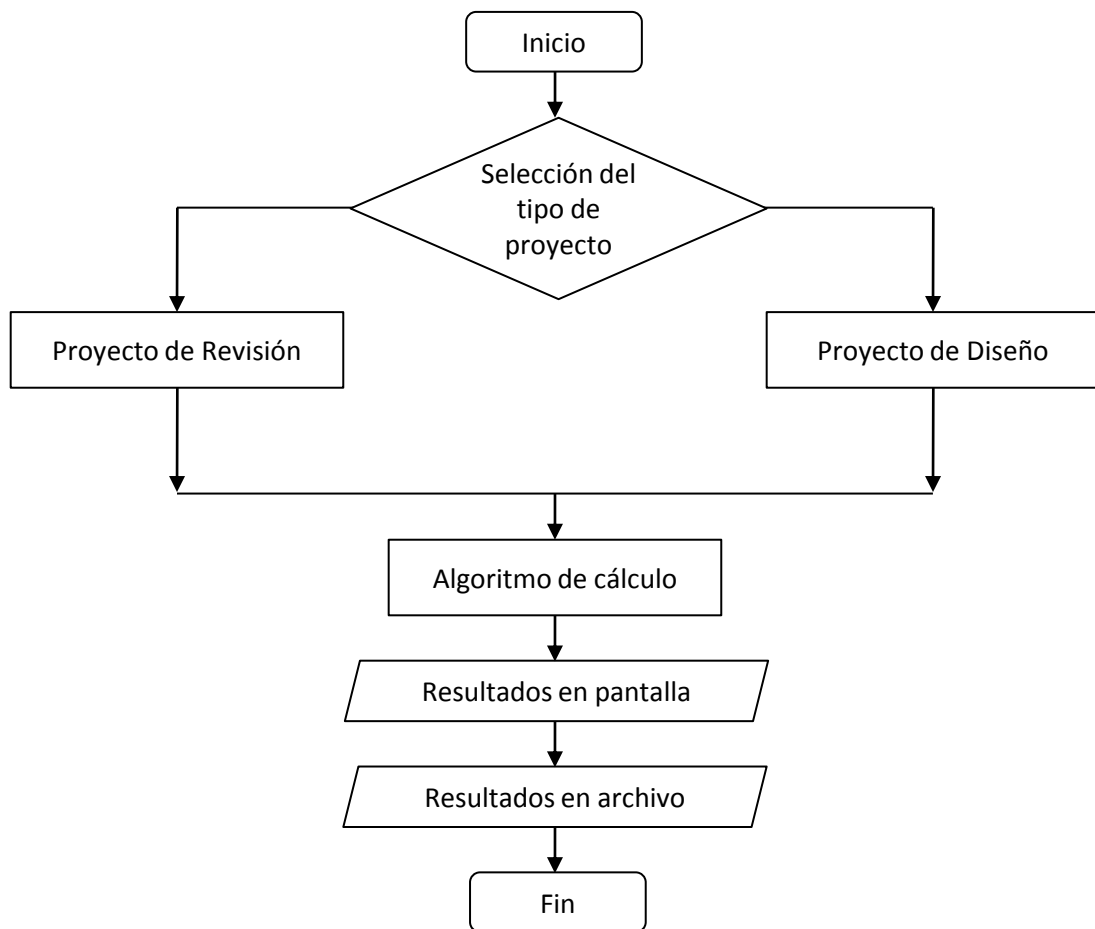 Inicio
Selección del
tipo de
proyecto
Proyecto de Revisión
Proyecto de Diseño
Algoritmo de cálculo
Resultados en pantalla
Resultados en archivo
Fin